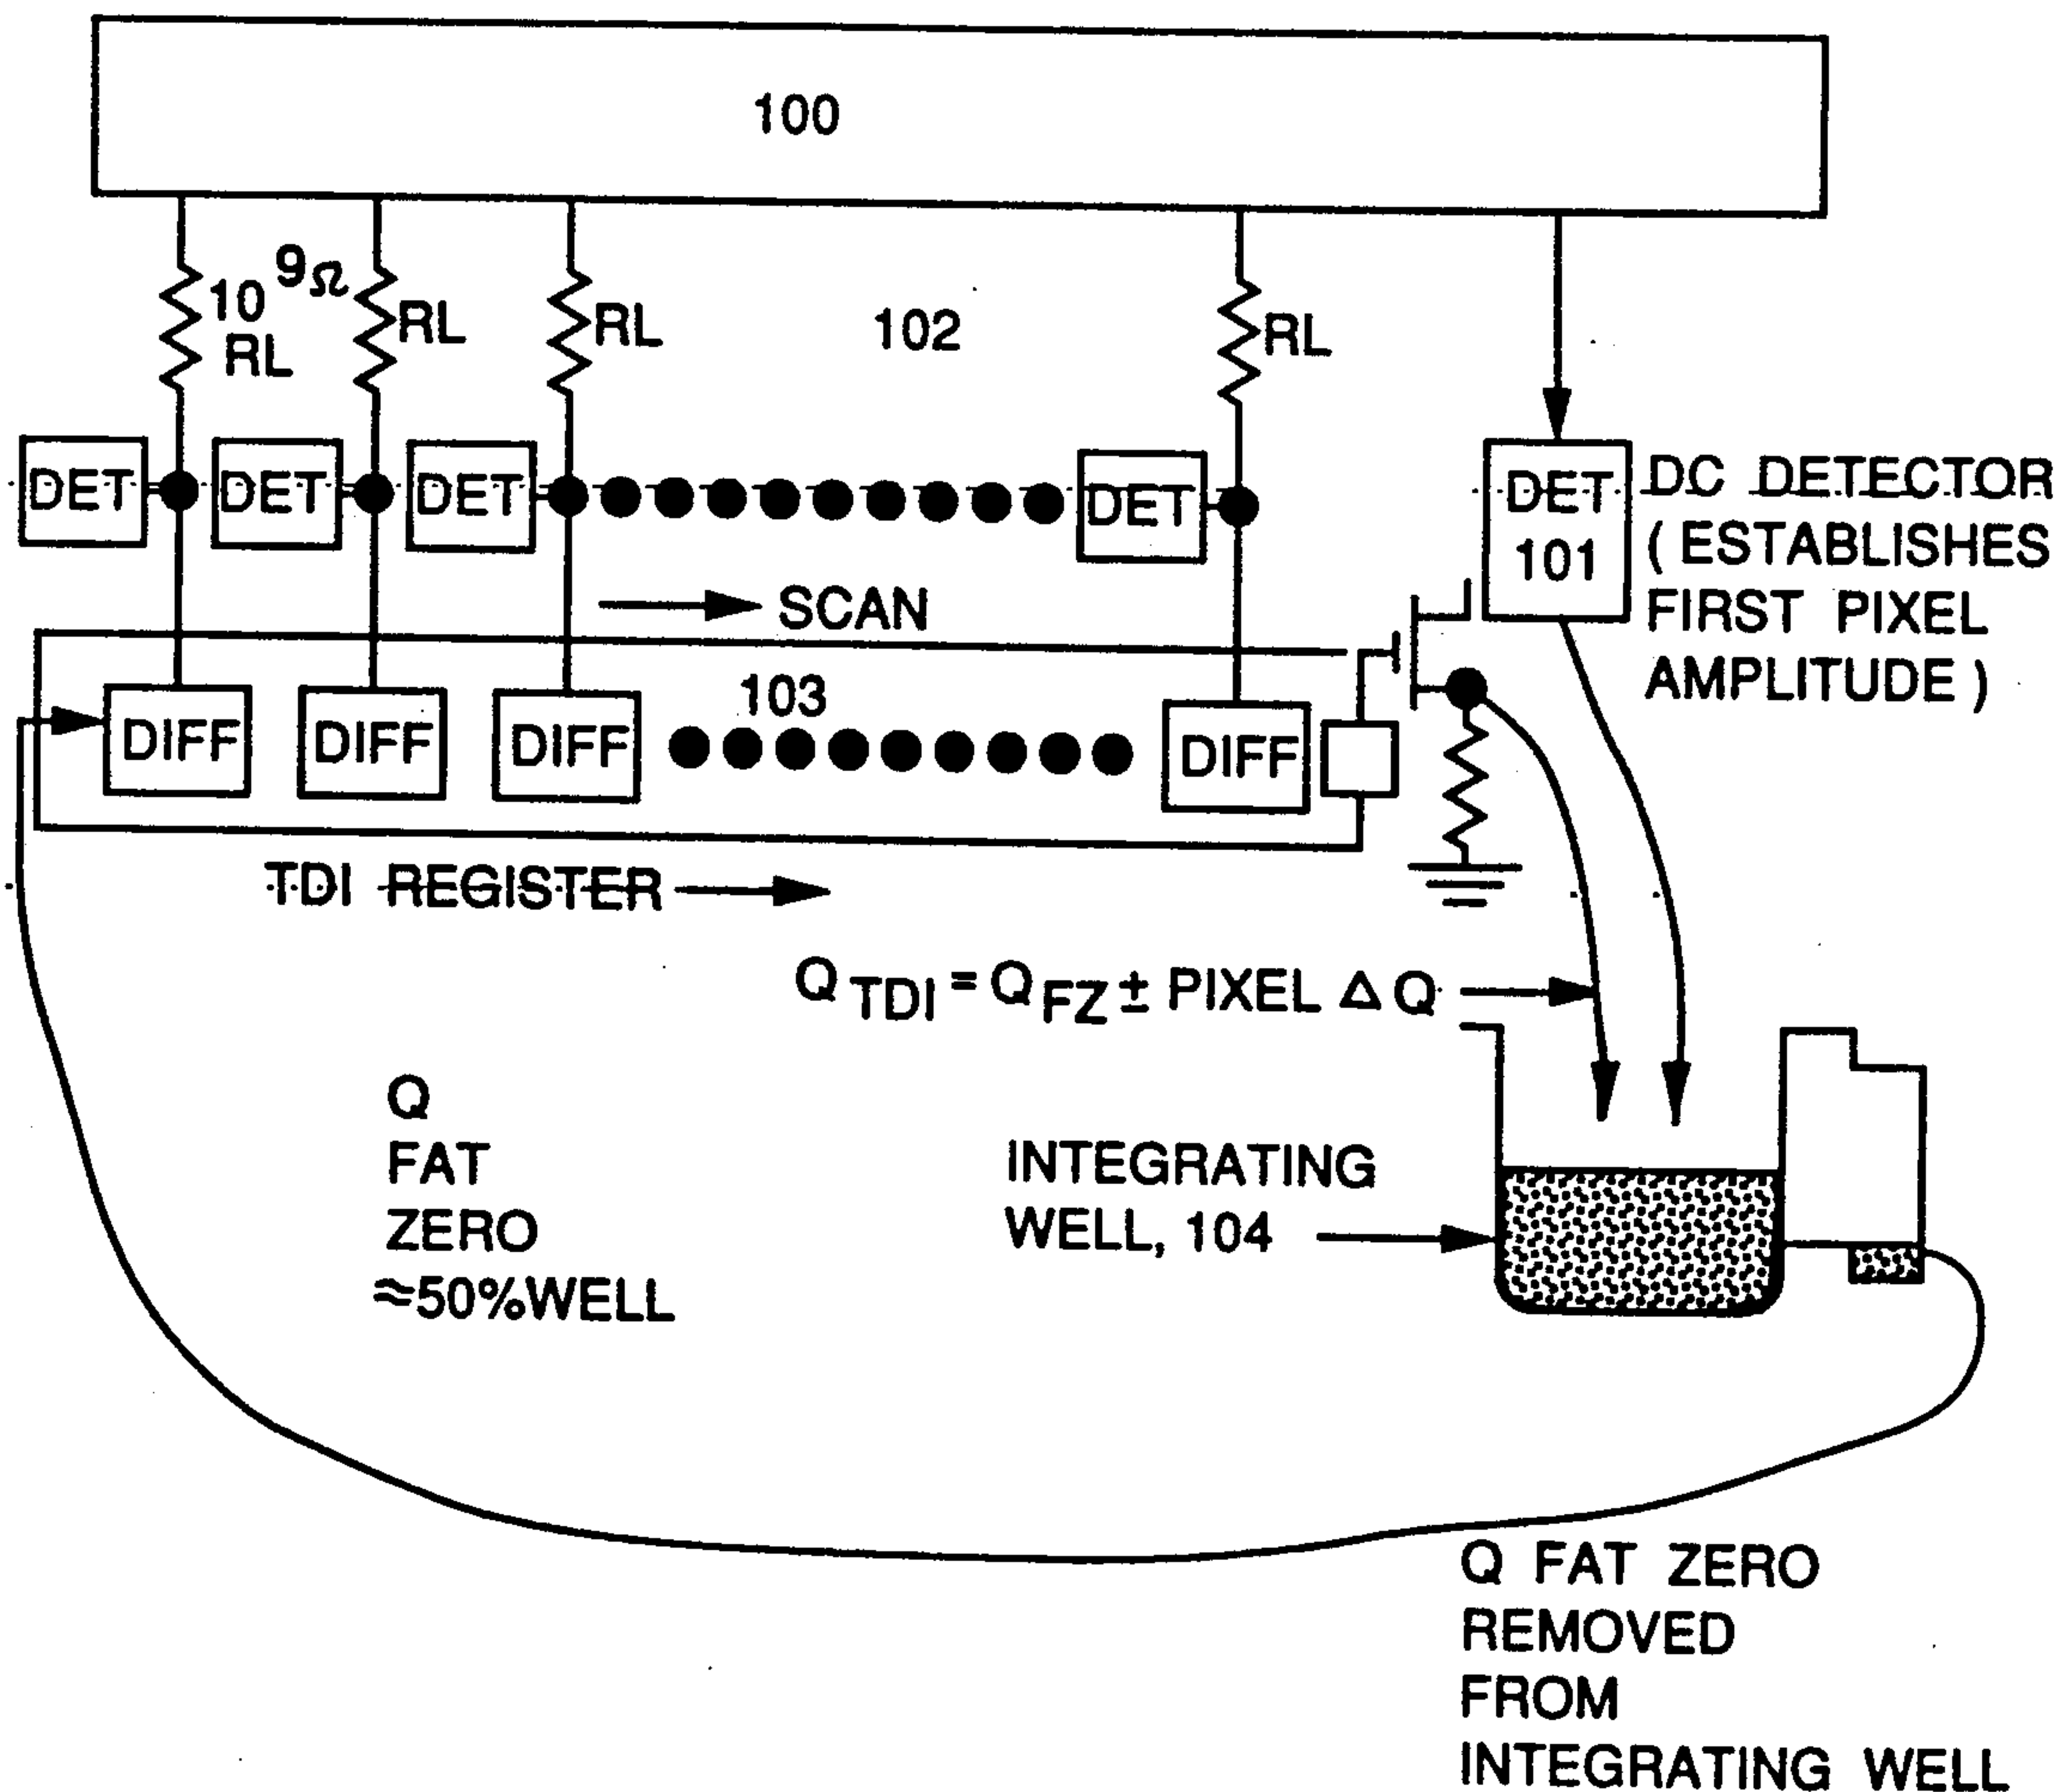 100
10 9Ω
RL
RL
RL
102
RL
DET
DET
DET
DET
DET
101
DC DETECTOR
( ESTABLISHES
FIRST PIXEL
AMPLITUDE )
SCAN
103
DIFF
DIFF
DIFF
DIFF
TDI REGISTER
Q TDI = Q FZ ± PIXEL Δ Q
Q
FAT
ZERO
≈50%WELL
INTEGRATING
WELL, 104
Q FAT ZERO
REMOVED
FROM
INTEGRATING WELL